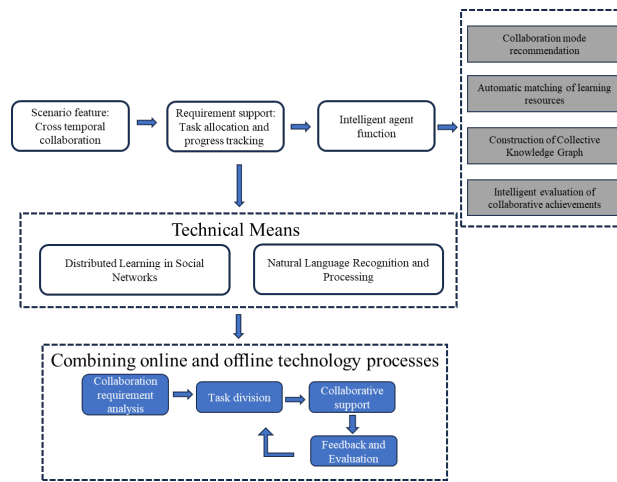 Collaboration mode
recommendation
Automatic matching of learning
resources
Construction of Collective
Knowledge Graph
Intelligent evaluation of
collaborative achievements
Scenario feature:
Cross temporal
collaboration
Requirement support:
Task allocation and
progress tracking
Intelligent agent
function
Technical Means
Distributed Learning in Social
Networks
Natural Language Recognition and
Processing
Combining online and offline technology processes
Collaboration
requirement
analysis
Task division
Collaborative
support
Feedback and
Evaluation